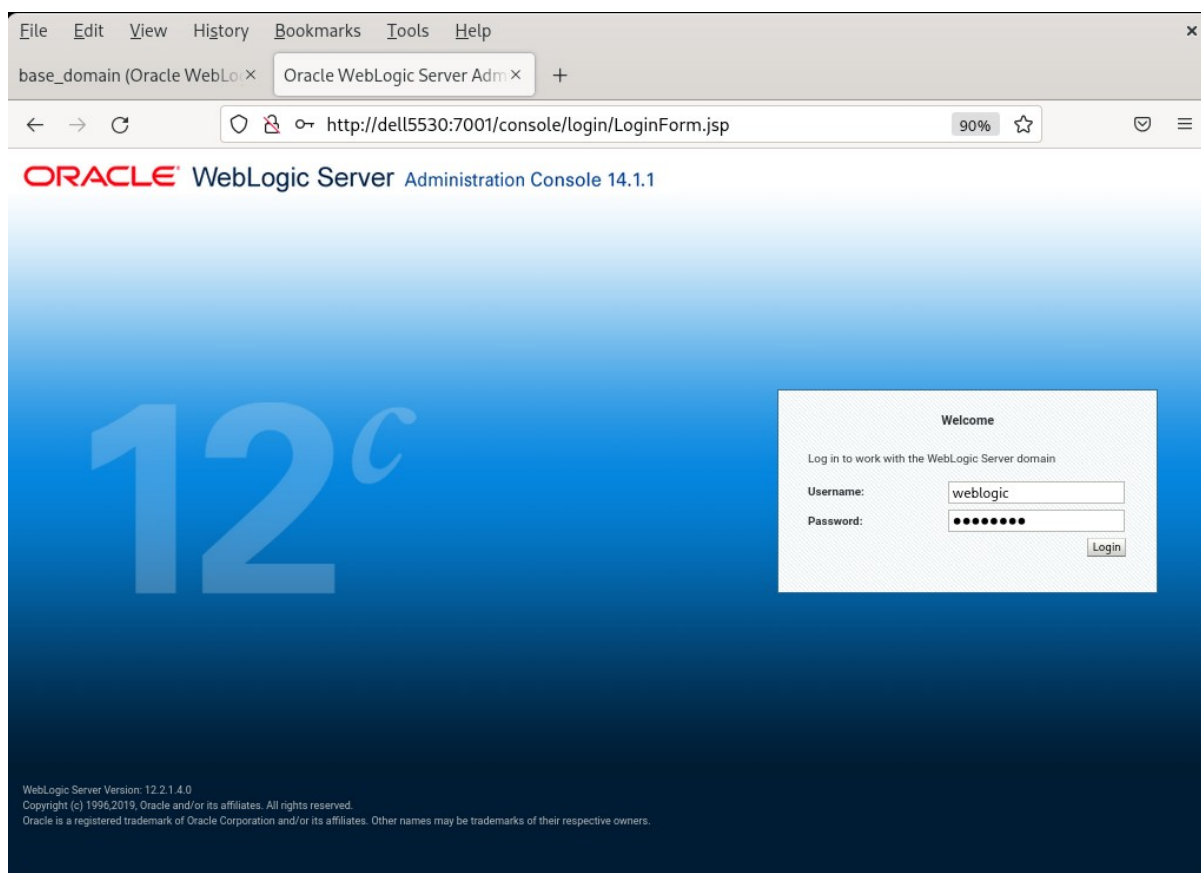 File Edit View History Bookmarks Tools Help
base_domain (Oracle WebLo Oracle WebLogic Server Adm
http://dell5530:7001/console/login/LoginForm.jsp 90%
ORACLE WebLogic Server Administration Console 14.1.1
12c
Welcome
Log in to work with the WebLogic Server domain
Username: weblogic
Password: ●●●●●●●●
Login
WebLogic Server Version: 12.2.1.4.0
Copyright (c) 1996,2019, Oracle and/or its affiliates. All rights reserved.
Oracle is a registered trademark of Oracle Corporation and/or its affiliates. Other names may be trademarks of their respective owners.